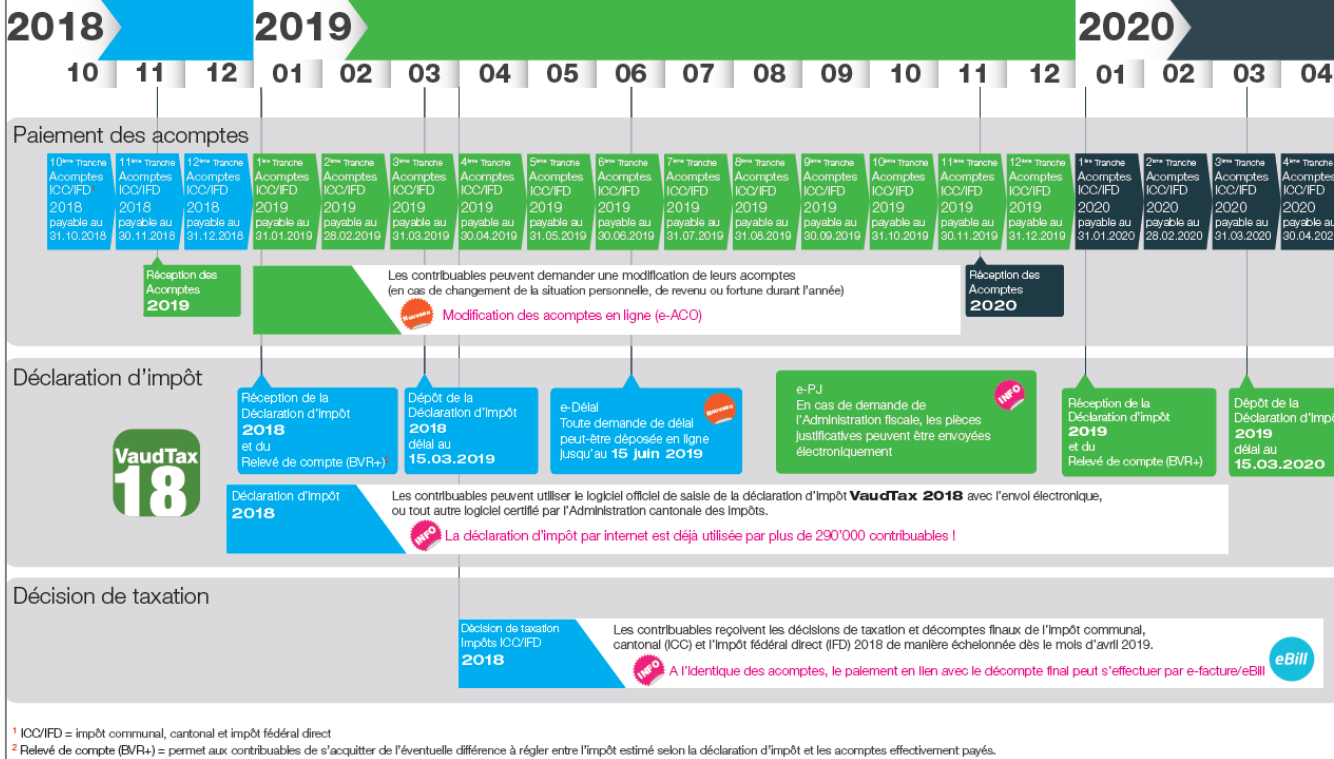 2018
2019
2020
10 11 12 01 02 03 04 05 06 07 08 09 10 11 12 01 02 03 04
Paiement des acomptes
10ème Tranche
Acomptes
ICC/IFD¹
2018
payable au
31.10.2018
11ème Tranche
Acomptes
ICC/IFD
2018
payable au
30.11.2018
12ème Tranche
Acomptes
ICC/IFD
2018
payable au
31.12.2018
1ère Tranche
Acomptes
ICC/IFD
2019
payable au
31.01.2019
2ème Tranche
Acomptes
ICC/IFD
2019
payable au
28.02.2019
3ème Tranche
Acomptes
ICC/IFD
2019
payable au
31.03.2019
4ème Tranche
Acomptes
ICC/IFD
2019
payable au
30.04.2019
5ème Tranche
Acomptes
ICC/IFD
2019
payable au
31.05.2019
6ème Tranche
Acomptes
ICC/IFD
2019
payable au
30.06.2019
7ème Tranche
Acomptes
ICC/IFD
2019
payable au
31.07.2019
8ème Tranche
Acomptes
ICC/IFD
2019
payable au
31.08.2019
9ème Tranche
Acomptes
ICC/IFD
2019
payable au
30.09.2019
10ème Tranche
Acomptes
ICC/IFD
2019
payable au
31.10.2019
11ème Tranche
Acomptes
ICC/IFD
2019
payable au
30.11.2019
12ème Tranche
Acomptes
ICC/IFD
2019
payable au
31.12.2019
1ère Tranche
Acomptes
ICC/IFD
2020
payable au
31.01.2020
2ème Tranche
Acomptes
ICC/IFD
2020
payable au
28.02.2020
3ème Tranche
Acomptes
ICC/IFD
2020
payable au
31.03.2020
4ème Tranche
Acomptes
ICC/IFD
2020
payable au
30.04.202
Réception des
Acomptes
2019
Les contribuables peuvent demander une modification de leurs acomptes
(en cas de changement de la situation personnelle, de revenu ou fortune durant l'année)
Nouveau
Modification des acomptes en ligne (e-ACO)
Réception des
Acomptes
2020
Déclaration d'impôt
VaudTax
18
Réception de la
Déclaration d'impôt
2018
et du
Relevé de compte (BVR+)²
Dépôt de la
Déclaration d'impôt
2018
délai au
15.03.2019
e-Délai
Toute demande de délai
peut-être déposée en ligne
jusqu'au 15 juin 2019
Nouveau
e-PJ
En cas de demande de
l'Administration fiscale, les pièces
justificatives peuvent être envoyées
électroniquement
INFO
Réception de la
Déclaration d'impôt
2019
et du
Relevé de compte (BVR+)
Dépôt de la
Déclaration d'impô
2019
délai au
15.03.2020
Déclaration d'impôt
2018
Les contribuables peuvent utiliser le logiciel officiel de saisie de la déclaration d'impôt VaudTax 2018 avec l'envoi électronique,
ou tout autre logiciel certifié par l'Administration cantonale des impôts.
INFO
La déclaration d'impôt par internet est déjà utilisée par plus de 290'000 contribuables !
Décision de taxation
Décision de taxation
Impôts ICC/IFD
2018
Les contribuables reçoivent les décisions de taxation et décomptes finaux de l'impôt communal,
cantonal (ICC) et l'impôt fédéral direct (IFD) 2018 de manière échelonnée dès le mois d'avril 2019.
INFO
A l'identique des acomptes, le paiement en lien avec le décompte final peut s'effectuer par e-facture/eBill
eBill
¹ ICC/IFD = impôt communal, cantonal et impôt fédéral direct
² Relevé de compte (BVR+) = permet aux contribuables de s'acquitter de l'éventuelle différence à régler entre l'impôt estimé selon la déclaration d'impôt et les acomptes effectivement payés.